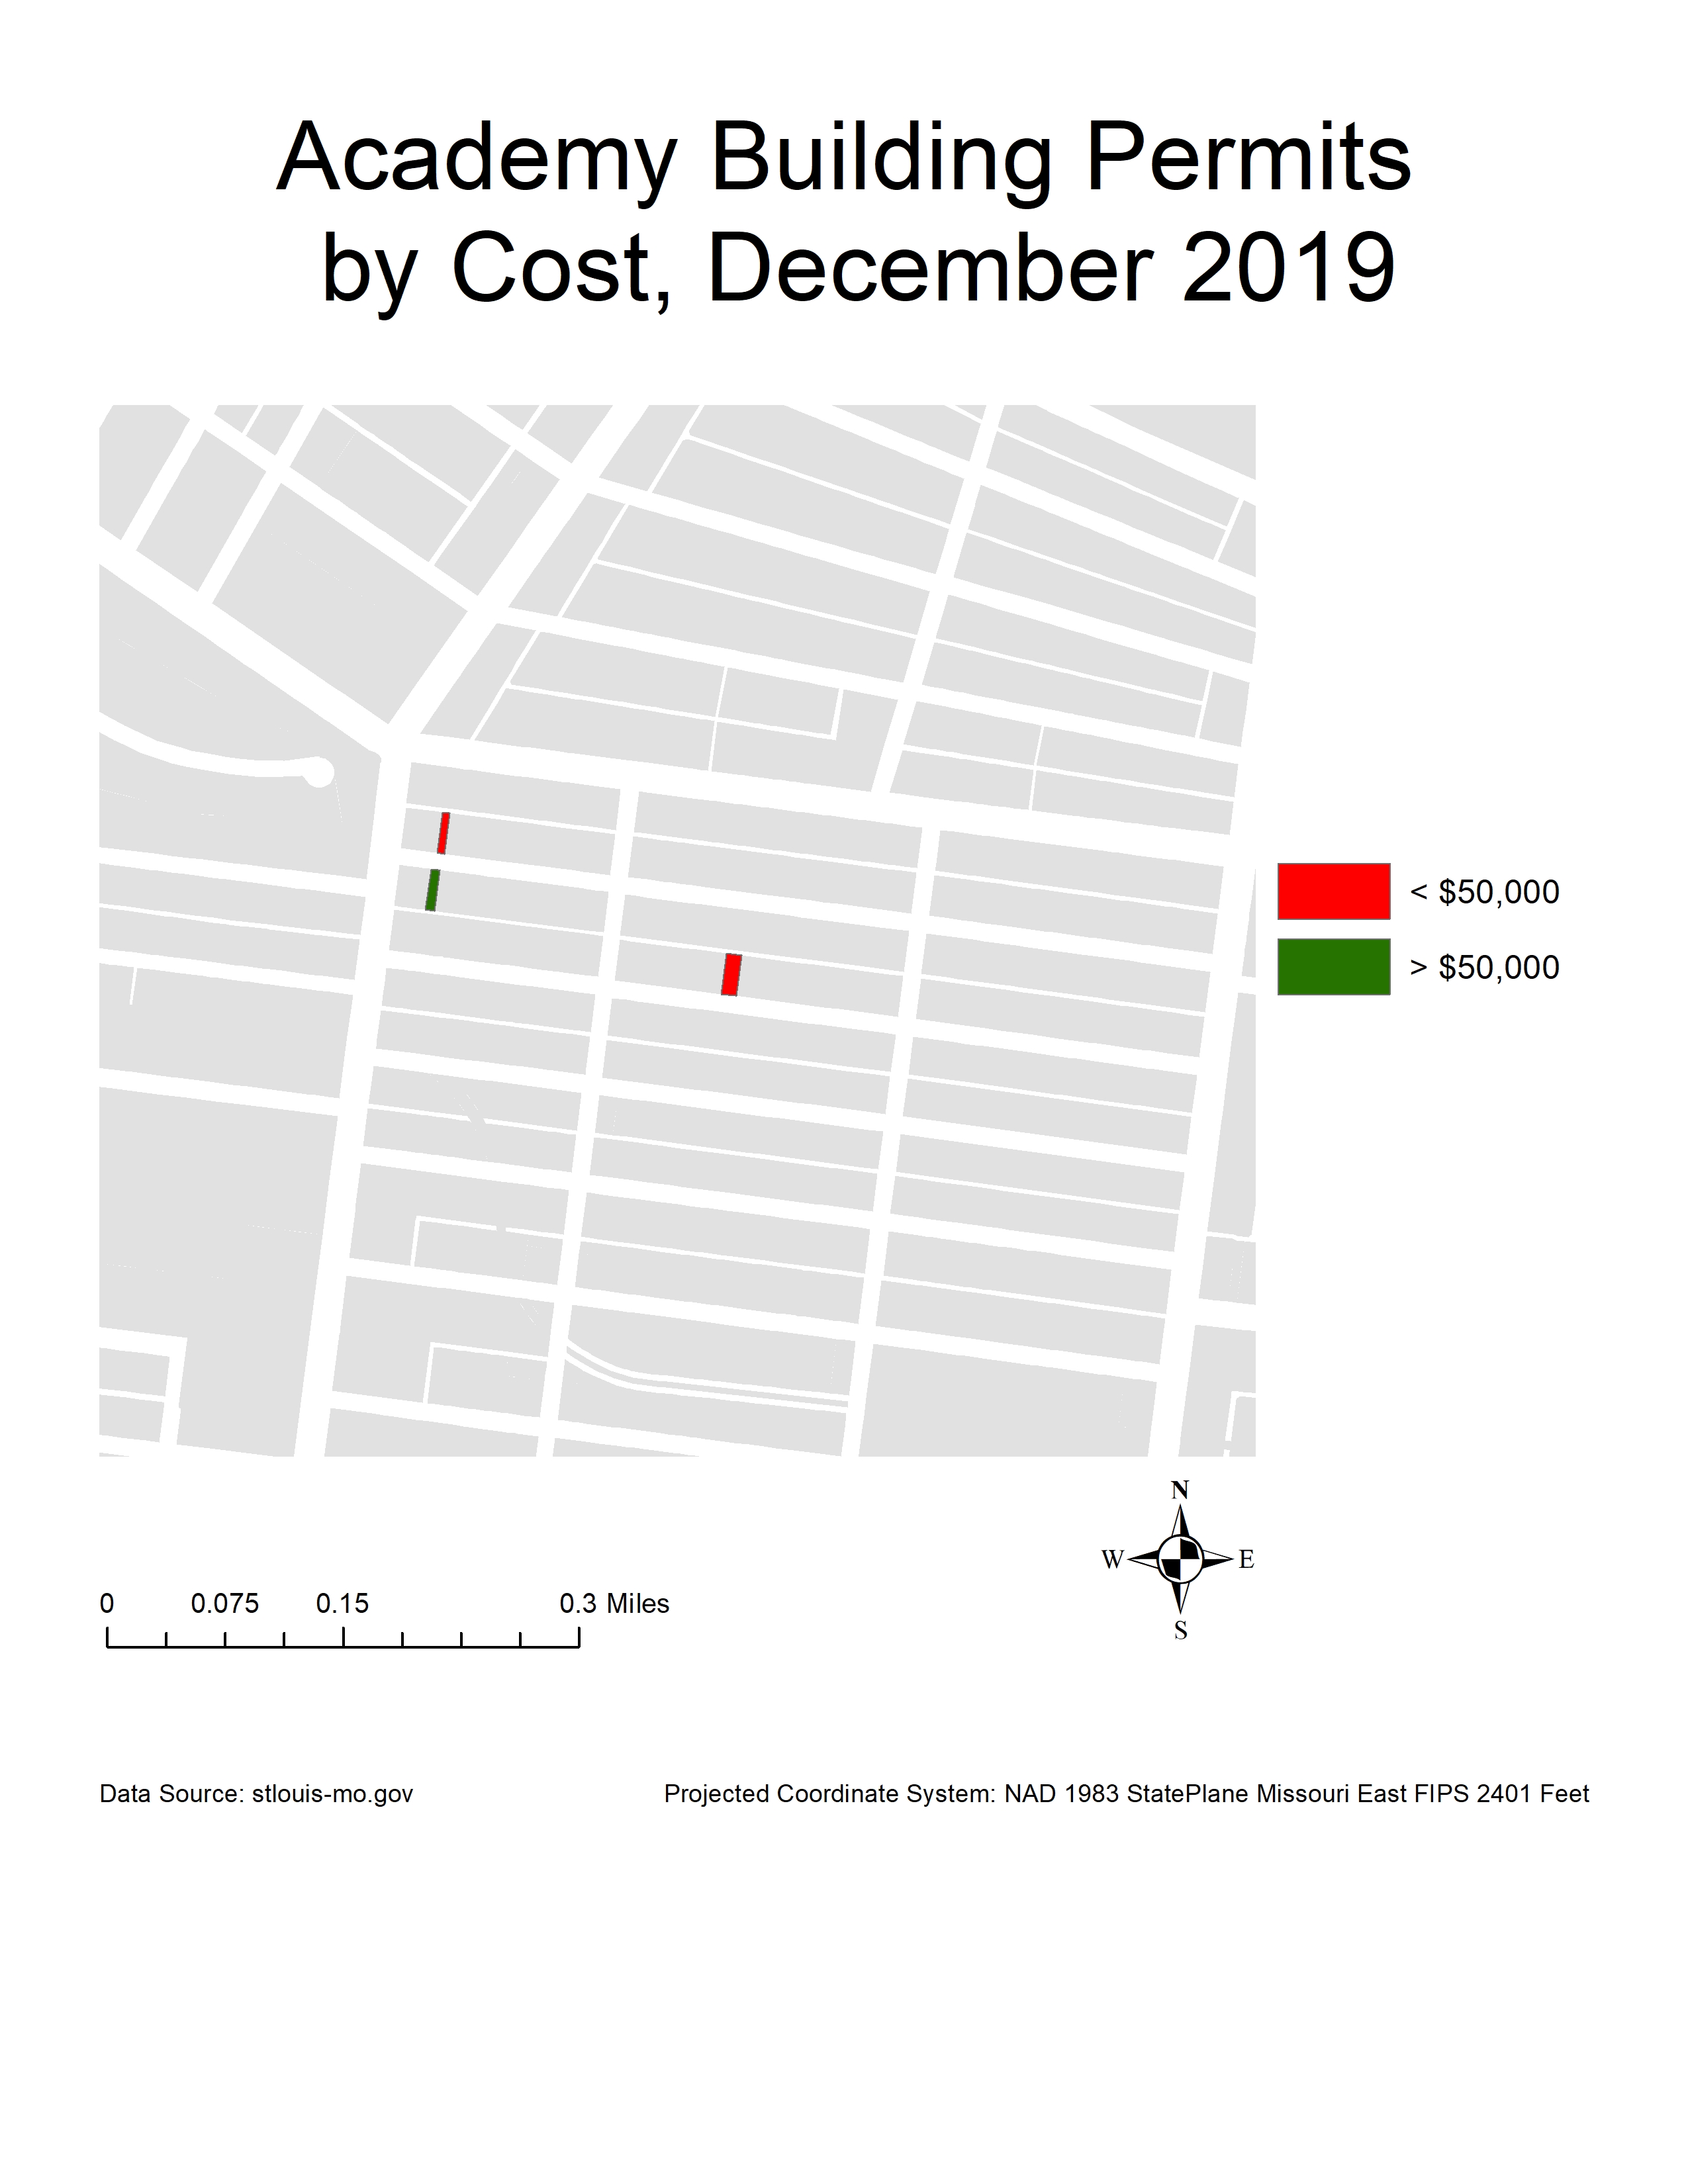 Academy Building Permits
by Cost, December 2019
< $50,000
> $50,000
N
W E
S
0 0.075 0.15 0.3 Miles
Data Source: stlouis-mo.gov
Projected Coordinate System: NAD 1983 StatePlane Missouri East FIPS 2401 Feet